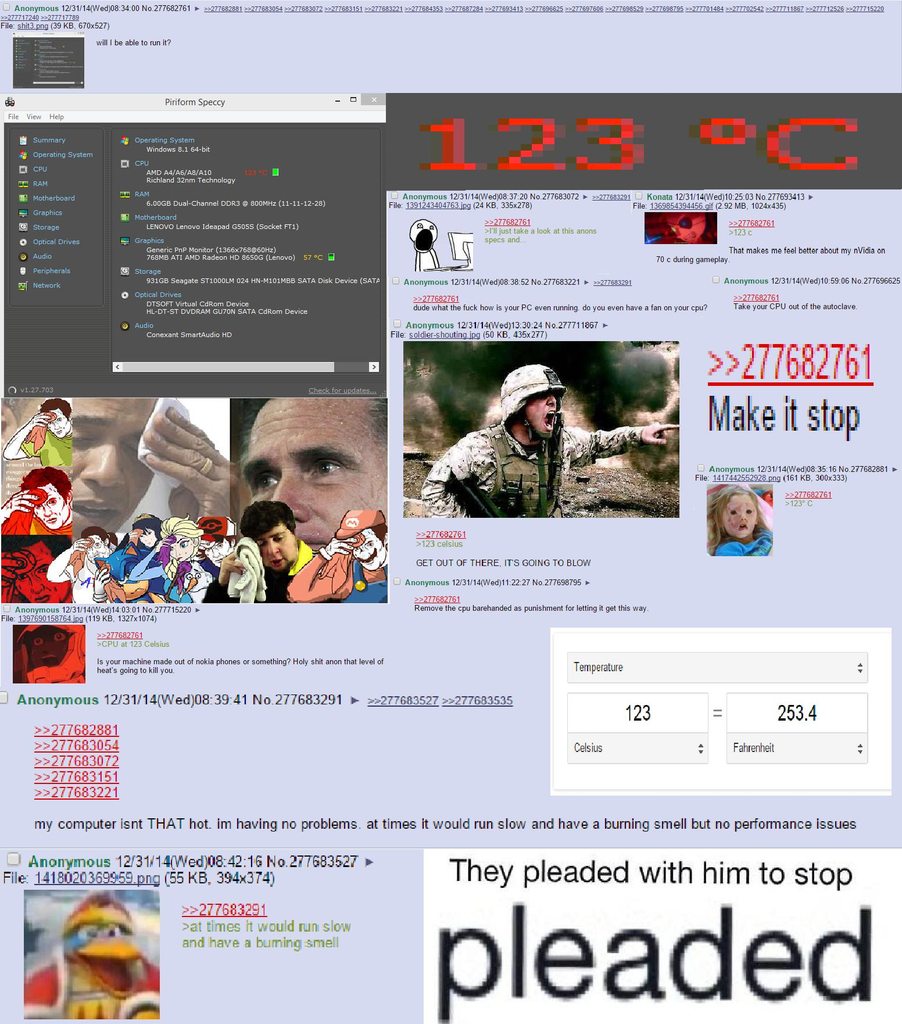 Anonymous 12/31/14(Wed)08:34:00 No.277682761 ► >>277682881 >>277683054 >>277683072 >>277683151 >>277683221 >>277684353 >>277687284 >>277693413 >>277696625 >>277697606 >>277698529 >>277698795 >>277701484 >>277702542 >>277711867 >>277712526 >>277715220
>>277717240 >>277717789
File: shit3.png (39 KB, 670x527)
will I be able to run it?
Piriform Speccy
File View Help
Summary
Operating System
CPU
RAM
Motherboard
Graphics
Storage
Optical Drives
Audio
Peripherals
Network
Operating System
Windows 8.1 64-bit
CPU
AMD A4/A6/A8/A10 123 °C
Richland 32nm Technology
RAM
6.00GB Dual-Channel DDR3 @ 800MHz (11-11-12-28)
Motherboard
LENOVO Lenovo Ideapad G505S (Socket FT1)
Graphics
Generic PnP Monitor (1366x768@60Hz)
768MB ATI AMD Radeon HD 8650G (Lenovo) 57 °C
Storage
931GB Seagate ST1000LM 024 HN-M101MBB SATA Disk Device (SATA
Optical Drives
DTSOFT Virtual CdRom Device
HL-DT-ST DVDRAM GU70N SATA CdRom Device
Audio
Conexant SmartAudio HD
v1.27.703
Check for updates...
123 °C
Anonymous 12/31/14(Wed)08:37:20 No.277683072 ► >>277683291
File: 1391243404763.jpg (24 KB, 335x278)
>>277682761
>I'll just take a look at this anons
specs and...
Konata 12/31/14(Wed)10:25:03 No.277693413 ►
File: 1369854394456.gif (2.92 MB, 1024x435)
>>277682761
>123 c
That makes me feel better about my nVidia on
70 c during gameplay.
Anonymous 12/31/14(Wed)08:38:52 No.277683221 ► >>277683291
>>277682761
dude what the fuck how is your PC even running. do you even have a fan on your cpu?
Anonymous 12/31/14(Wed)10:59:06 No.277696625
>>277682761
Take your CPU out of the autoclave.
Anonymous 12/31/14(Wed)13:30:24 No.277711867 ►
File: soldier-shouting.jpg (50 KB, 435x277)
>>277682761
>123 celsius
GET OUT OF THERE, IT'S GOING TO BLOW
>>277682761
Make it stop
Anonymous 12/31/14(Wed)08:35:16 No.277682881 ►
File: 1417442552928.png (161 KB, 300x333)
>>277682761
>123° C
Anonymous 12/31/14(Wed)11:22:27 No.277698795 ►
>>277682761
Remove the cpu barehanded as punishment for letting it get this way.
Anonymous 12/31/14(Wed)14:03:01 No.277715220 ►
File: 1397690158764.jpg (119 KB, 1327x1074)
>>277682761
>CPU at 123 Celsius
Is your machine made out of nokia phones or something? Holy shit anon that level of
heat's going to kill you.
Temperature
123 = 253.4
Celsius Fahrenheit
Anonymous 12/31/14(Wed)08:39:41 No.277683291 ► >>277683527 >>277683535
>>277682881
>>277683054
>>277683072
>>277683151
>>277683221
my computer isnt THAT hot. im having no problems. at times it would run slow and have a burning smell but no performance issues
Anonymous 12/31/14(Wed)08:42:16 No.277683527 ►
File: 1418020369959.png (55 KB, 394x374)
>>277683291
>at times it would run slow
and have a burning smell
They pleaded with him to stop
pleaded